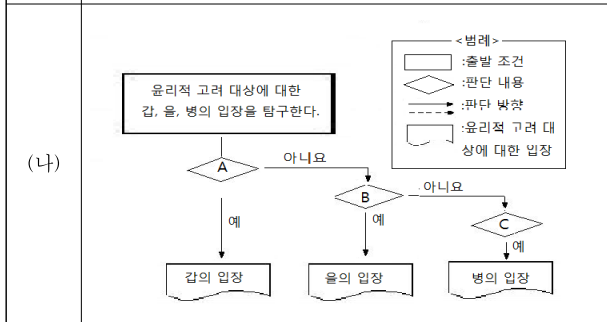 <범례>
:출발 조건
:판단 내용
:판단 방향
:윤리적 고려 대
상에 대한 입장
윤리적 고려 대상에 대한
갑, 을, 병의 입장을 탐구한다.
(나)
A
아니요
B
아니요
C
예
예
예
갑의 입장
을의 입장
병의 입장